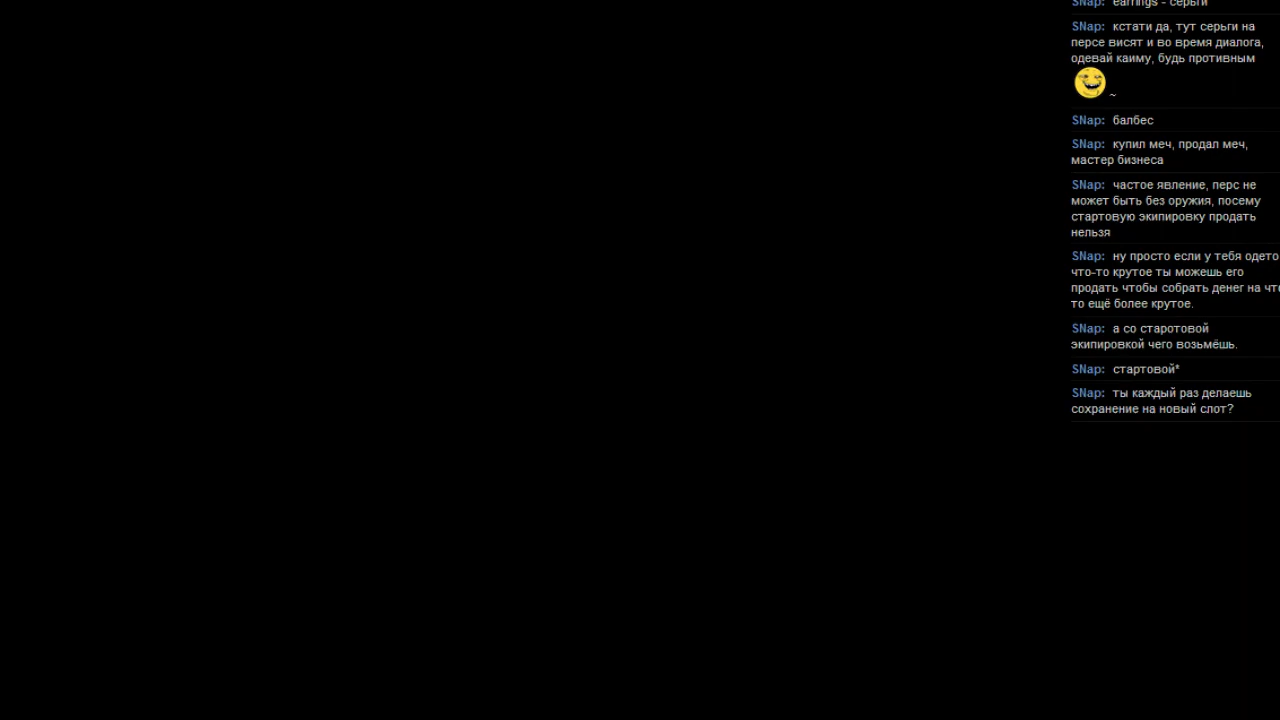 SNap: earrings - серьги
SNap: кстати да, тут серьги на
персе висят и во время диалога,
одевай каиму, будь противным
~
SNap: балбес
SNap: купил меч, продал меч,
мастер бизнеса
SNap: частое явление, перс не
может быть без оружия, посему
стартовую экипировку продать
нельзя
SNap: ну просто если у тебя одето
что-то крутое ты можешь его
продать чтобы собрать денег на что
то ещё более крутое.
SNap: а со старотовой
экипировкой чего возьмёшь.
SNap: стартовой*
SNap: ты каждый раз делаешь
сохранение на новый слот?